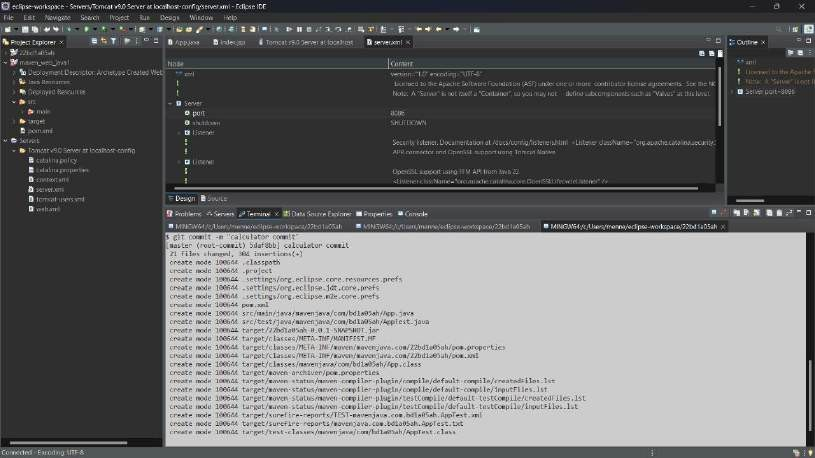 eclipse-workspace - Servers/Tomcat v9.0 Server at localhost-config/server.xml - Eclipse IDE
File Edit Navigate Search Project Run Design Window Help
Project Explorer
22bd1a05ah
maven_web_java1
Deployment Descriptor: Archetype Created Web
Java Resources
Deployed Resources
src
main
target
pom.xml
Servers
Tomcat v9.0 Server at localhost-config
catalina.policy
catalina.properties
context.xml
server.xml
tomcat-users.xml
web.xml
App.java index.jsp Tomcat v9.0 Server at localhost server.xml
Node Content
xml version="1.0" encoding="UTF-8"
Licensed to the Apache Software Foundation (ASF) under one or more contributor license agreements. See the NO
Note: A "Server" is not itself a "Container", so you may not define subcomponents such as "Valves" at this level.
Server
port 8086
shutdown SHUTDOWN
Listener
Security listener. Documentation at /docs/config/listeners.html <Listener className="org.apache.catalina.security.
APR connector and OpenSSL support using Tomcat Native
Listener
OpenSSL support using FFM API from Java 22
<Listener className="org.apache.catalina.core.OpenSSLLifecycleListener" />
Design Source
Outline
xml
Licensed to the Apache
Note: A "Server" is not
Server port=8086
Problems Servers Terminal Data Source Explorer Properties Console
MINGW64:/c/Users/menne/eclipse-workspace/22bd1a05ah MINGW64:/c/Users/menne/eclipse-workspace/22bd1a05ah MINGW64:/c/Users/menne/eclipse-workspace/22bd1a05ah
$ git commit -m "calculator commit"
[master (root-commit) 5daf8bb] calculator commit
21 files changed, 304 insertions(+)
create mode 100644 .classpath
create mode 100644 .project
create mode 100644 .settings/org.eclipse.core.resources.prefs
create mode 100644 .settings/org.eclipse.jdt.core.prefs
create mode 100644 .settings/org.eclipse.m2e.core.prefs
create mode 100644 pom.xml
create mode 100644 src/main/java/mavenjava/com/bd1a05ah/App.java
create mode 100644 src/test/java/mavenjava/com/bd1a05ah/AppTest.java
create mode 100644 target/22bd1a05ah-0.0.1-SNAPSHOT.jar
create mode 100644 target/classes/META-INF/MANIFEST.MF
create mode 100644 target/classes/META-INF/maven/mavenjava.com/22bd1a05ah/pom.properties
create mode 100644 target/classes/META-INF/maven/mavenjava.com/22bd1a05ah/pom.xml
create mode 100644 target/classes/mavenjava/com/bd1a05ah/App.class
create mode 100644 target/maven-archiver/pom.properties
create mode 100644 target/maven-status/maven-compiler-plugin/compile/default-compile/createdFiles.lst
create mode 100644 target/maven-status/maven-compiler-plugin/compile/default-compile/inputFiles.lst
create mode 100644 target/maven-status/maven-compiler-plugin/testCompile/default-testCompile/createdFiles.lst
create mode 100644 target/maven-status/maven-compiler-plugin/testCompile/default-testCompile/inputFiles.lst
create mode 100644 target/surefire-reports/TEST-mavenjava.com.bd1a05ah.AppTest.xml
create mode 100644 target/surefire-reports/mavenjava.com.bd1a05ah.AppTest.txt
create mode 100644 target/test-classes/mavenjava/com/bd1a05ah/AppTest.class
Connected - Encoding: UTF-8